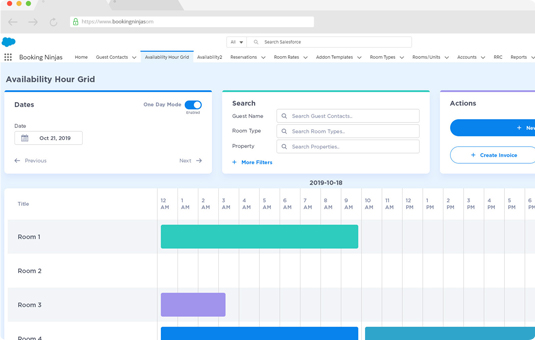 https://www.bookingninjas.com
All
Search Salesforce
Booking Ninjas
Home Guest Contacts Availability Hour Grid Availability2 Reservations Room Rates Addon Templates Room Types Rooms/Units Accounts RRC Reports
Availability Hour Grid
Dates
One Day Mode
Enabled
Date
Oct 21, 2019
Previous
Next
Search
Guest Name
Search Guest Contacts..
Room Type
Search Room Types..
Property
Search Properties..
+ More Filters
Actions
+ New
+ Create Invoice
2019-10-18
Title
12 1 2 3 4 5 6 7 8 9 10 11 12 1 2 3 4 5 6
AM AM AM AM AM AM AM AM AM AM AM AM PM PM PM PM PM PM PM
Room 1
Room 2
Room 3
Room 4